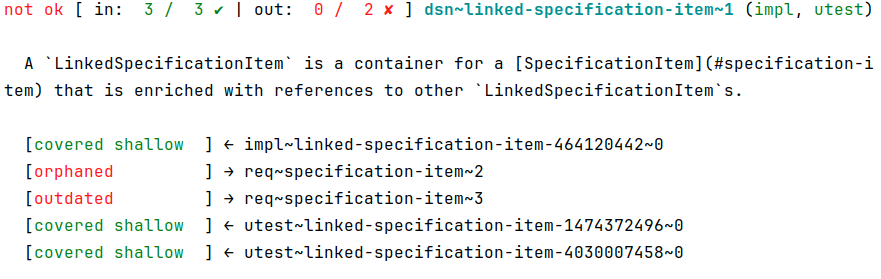 not ok [ in:  3 /  3 ✔ | out:  0 /  2 ✘ ] dsn~linked-specification-item~1 (impl, utest)
A `LinkedSpecificationItem` is a container for a [SpecificationItem](#specification-i
tem) that is enriched with references to other `LinkedSpecificationItem`s.
[covered shallow  ] ← impl~linked-specification-item-464120442~0
[orphaned         ] → req~specification-item~2
[outdated         ] → req~specification-item~3
[covered shallow  ] ← utest~linked-specification-item-1474372496~0
[covered shallow  ] ← utest~linked-specification-item-4030007458~0